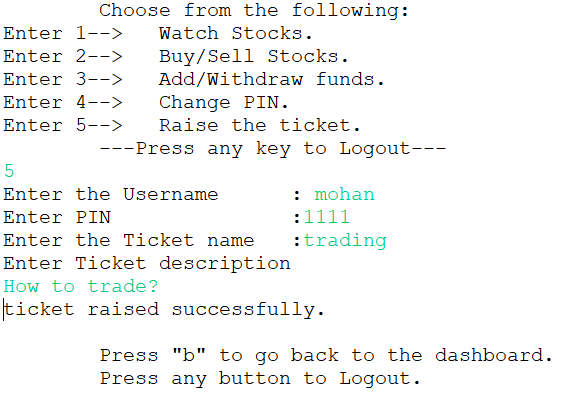 Choose from the following:
Enter 1-->   Watch Stocks.
Enter 2-->   Buy/Sell Stocks.
Enter 3-->   Add/Withdraw funds.
Enter 4-->   Change PIN.
Enter 5-->   Raise the ticket.
---Press any key to Logout---
5
Enter the Username      : mohan
Enter PIN               :1111
Enter the Ticket name   :trading
Enter Ticket description
How to trade?
ticket raised successfully.
Press "b" to go back to the dashboard.
Press any button to Logout.